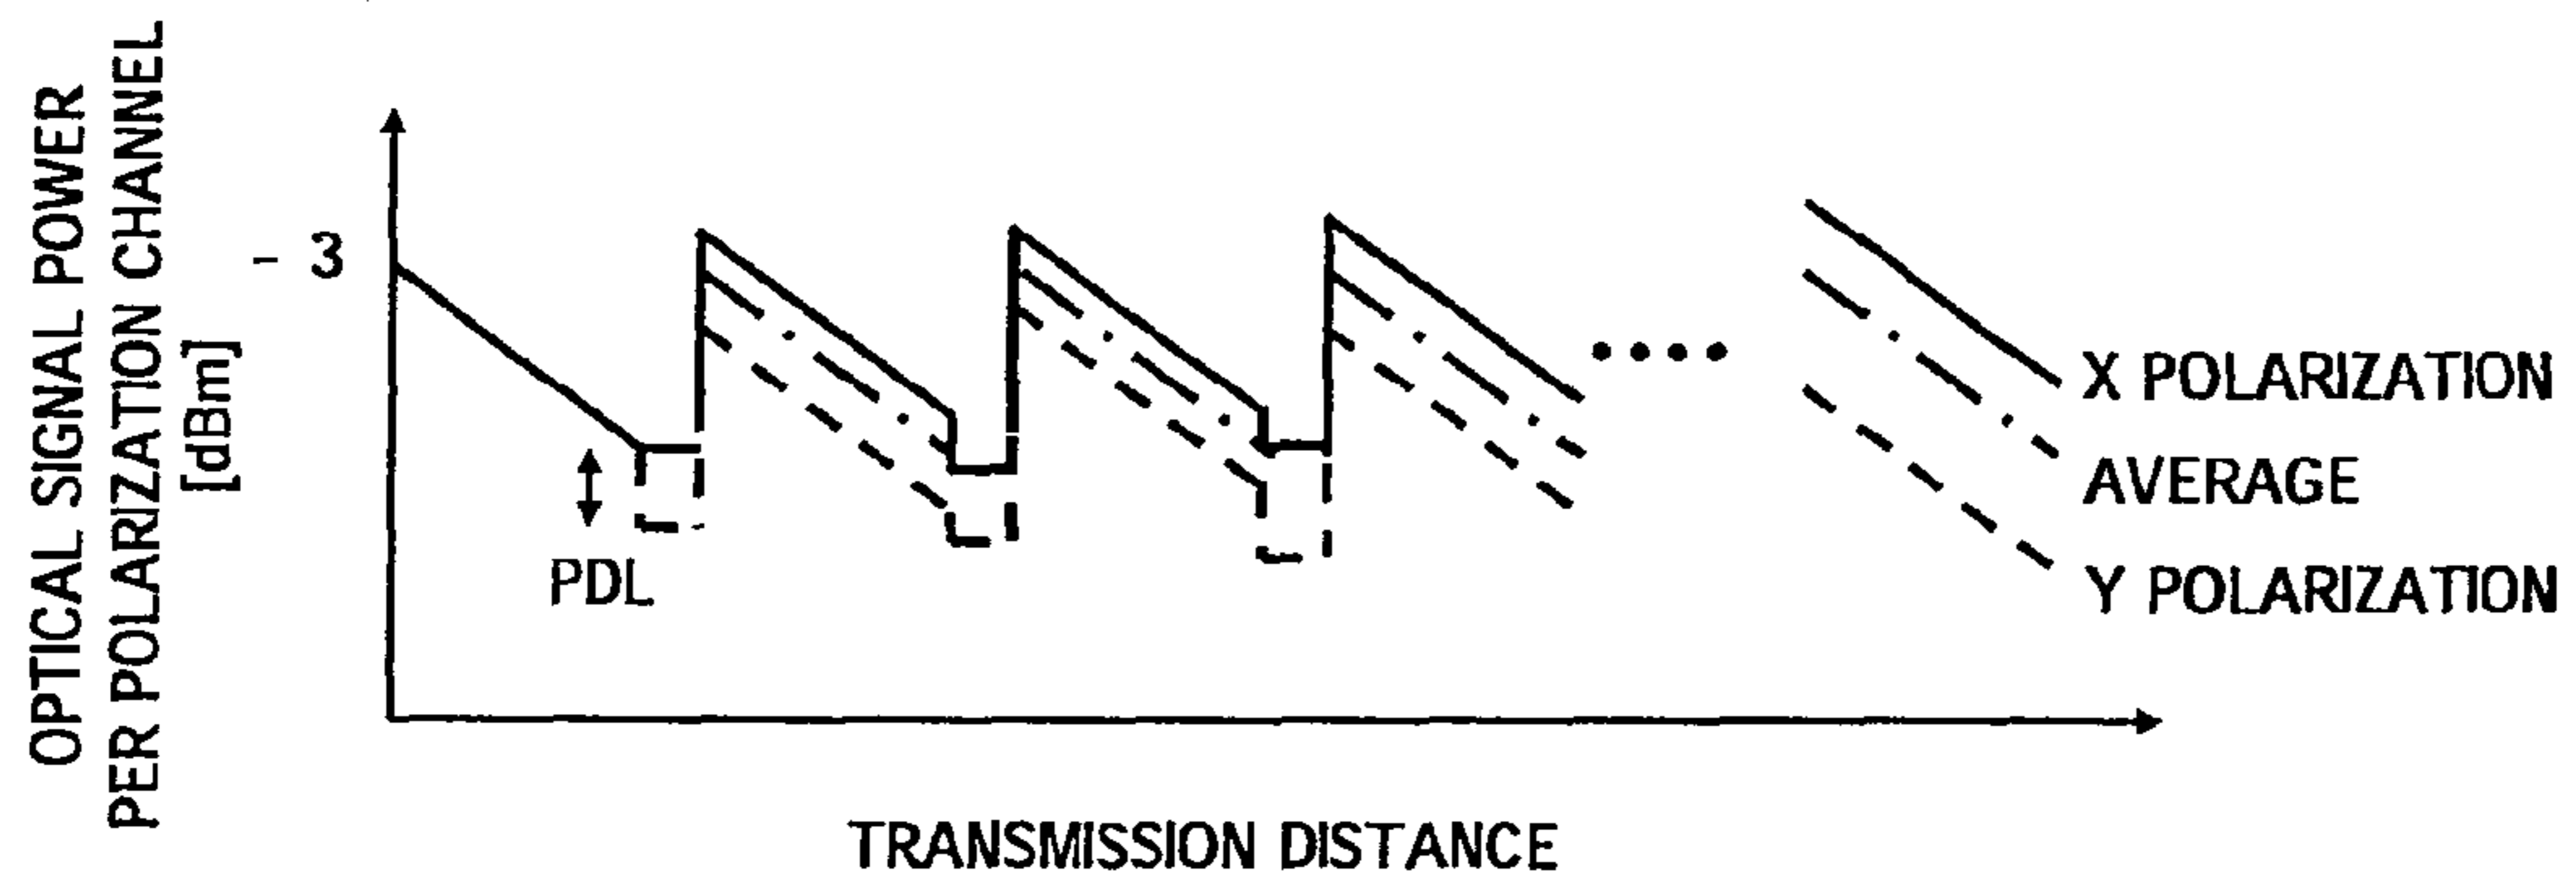 OPTICAL SIGNAL POWER
PER POLARIZATION CHANNEL
[dBm]
- 3
PDL
X POLARIZATION
AVERAGE
Y POLARIZATION
TRANSMISSION DISTANCE